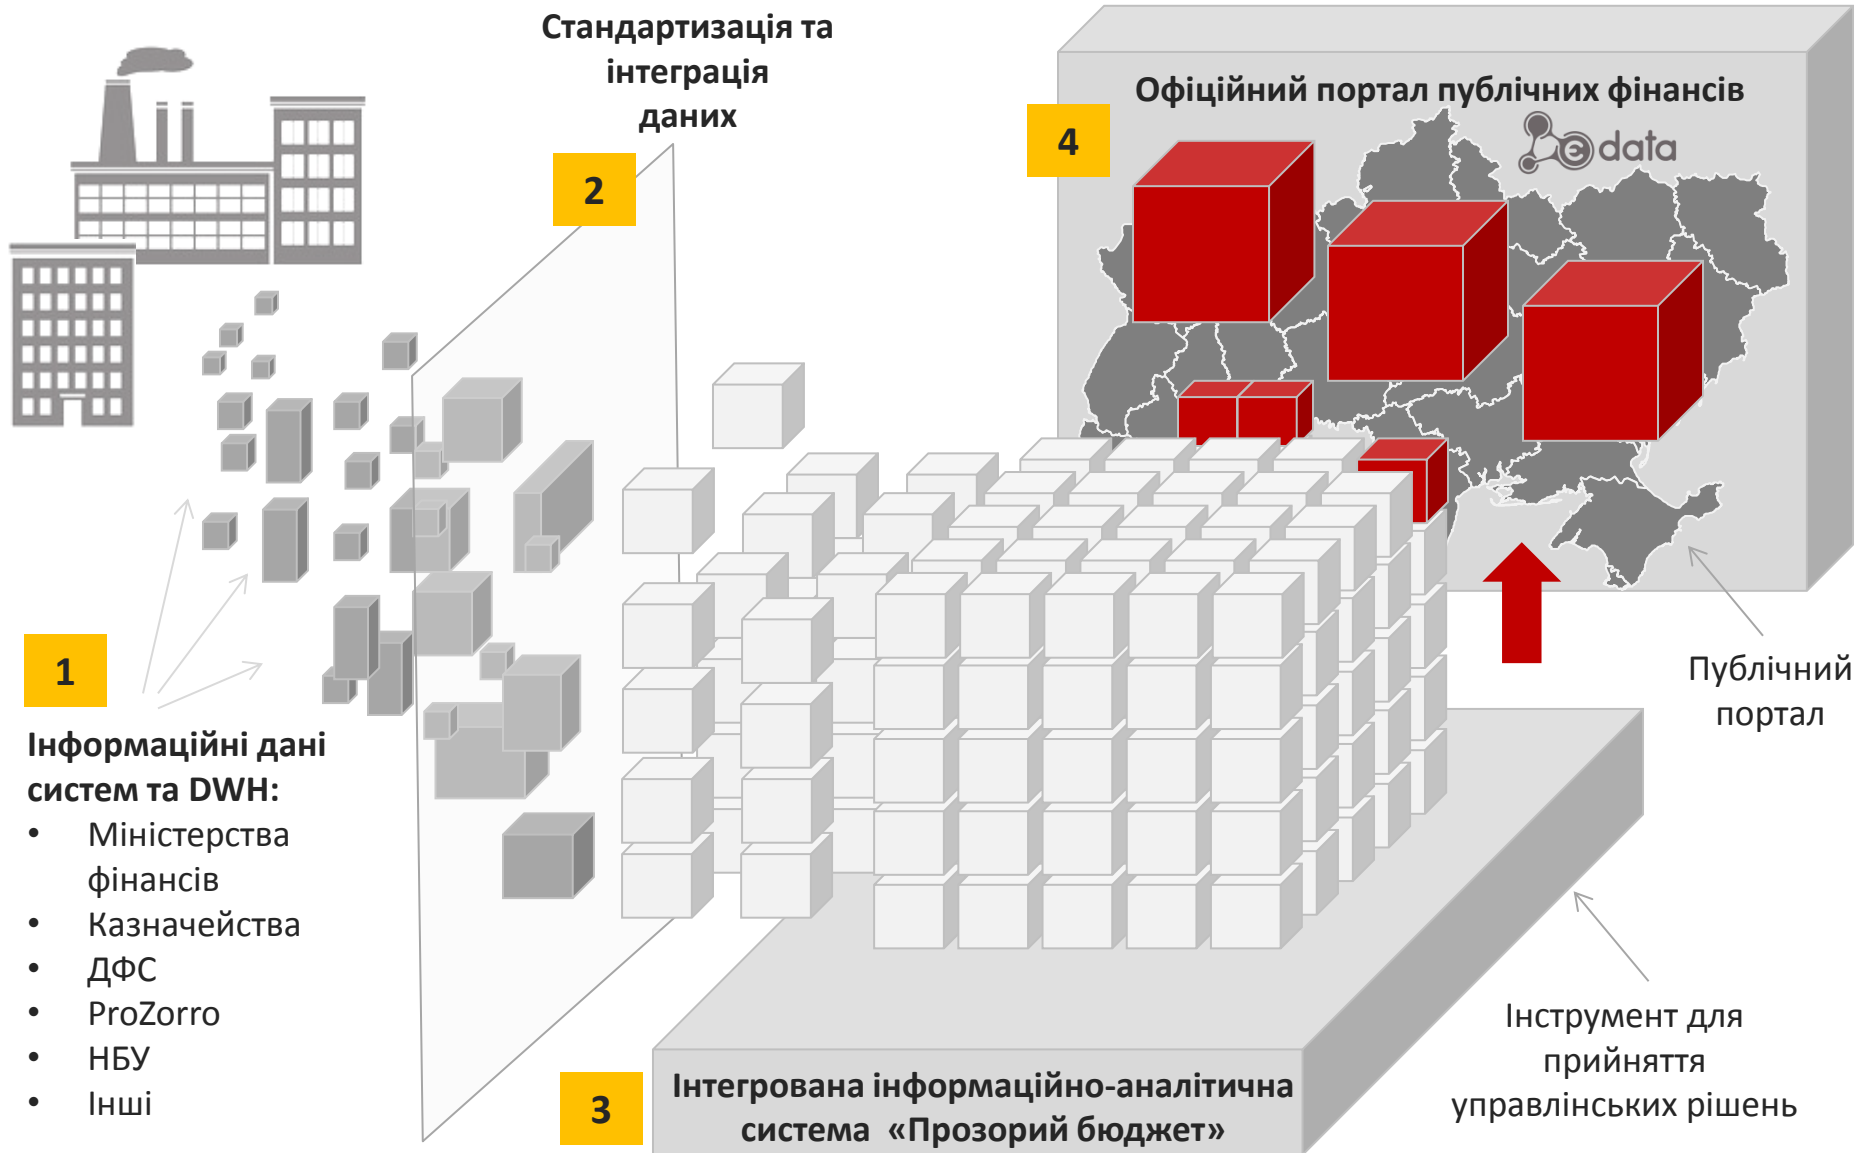 Стандартизація та
інтеграція
даних
2
Офіційний портал публічних фінансів
4
єdata
1
Інформаційні дані
систем та DWH:
• Міністерства
фінансів
• Казначейства
• ДФС
• ProZorro
• НБУ
• Інші
Публічний
портал
Інструмент для
прийняття
управлінських рішень
3
Інтегрована інформаційно-аналітична
система «Прозорий бюджет»